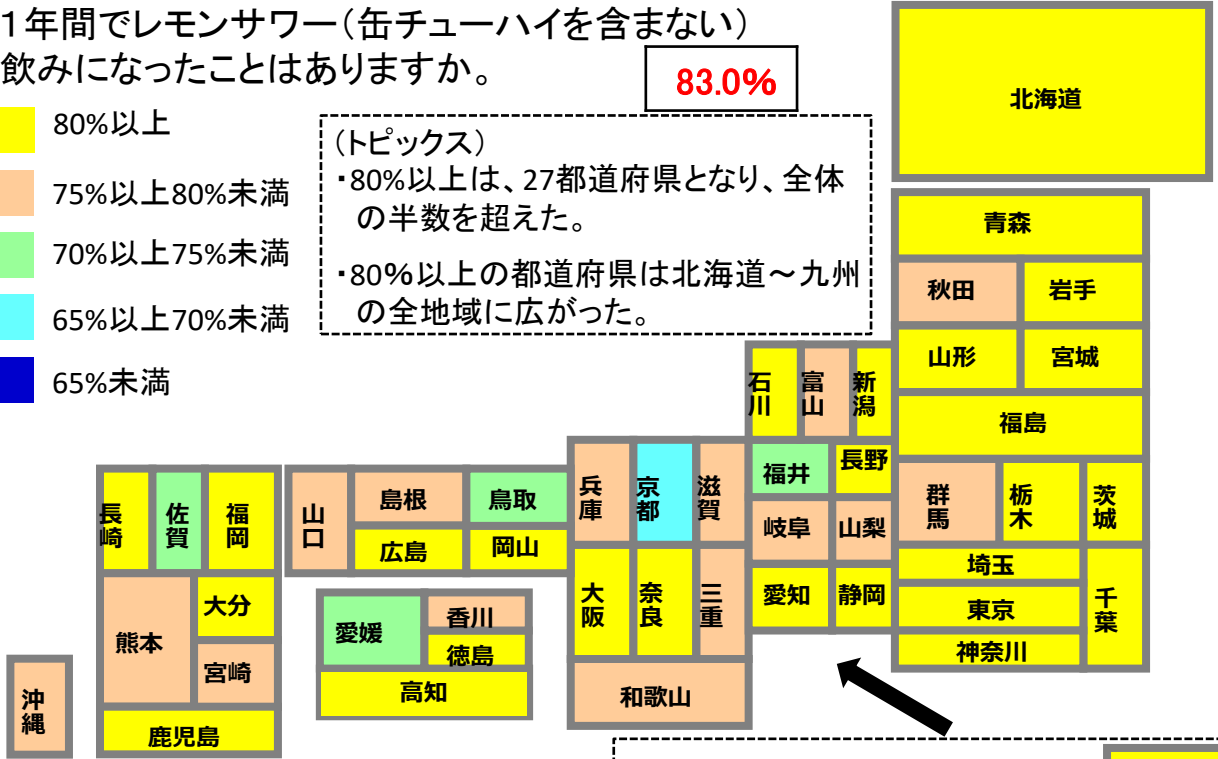 1年間でレモンサワー(缶チューハイを含まない)
飲みになったことはありますか。
83.0%
80%以上
75%以上80%未満
70%以上75%未満
65%以上70%未満
65%未満
(トピックス)
・80%以上は、27都道府県となり、全体
の半数を超えた。
・80%以上の都道府県は北海道～九州
の全地域に広がった。
北海道
青森
秋田
岩手
山形
宮城
福島
石川
富山
新潟
福井
長野
群馬
栃木
茨城
岐阜
山梨
埼玉
愛知
静岡
東京
千葉
神奈川
兵庫
京都
滋賀
大阪
奈良
三重
和歌山
山口
島根
鳥取
広島
岡山
愛媛
香川
徳島
高知
長崎
佐賀
福岡
熊本
大分
宮崎
鹿児島
沖縄